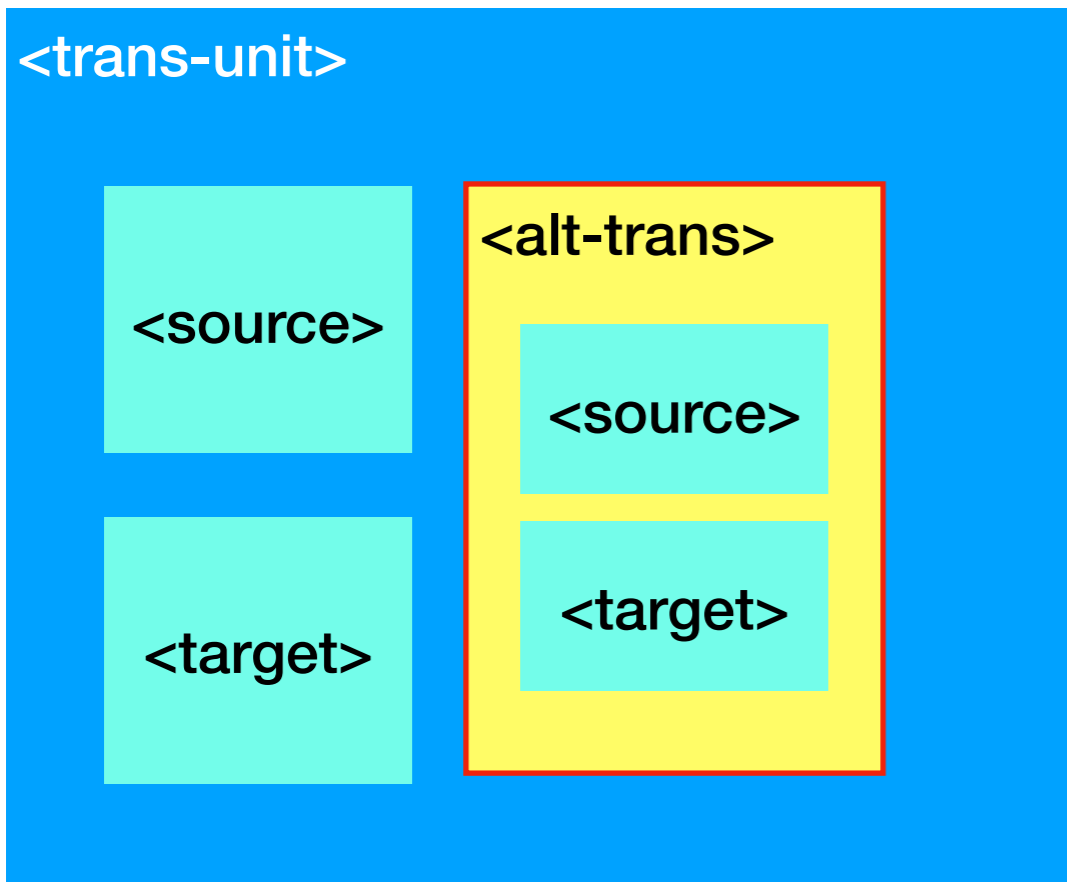 <trans-unit>
<source>
<target>
<alt-trans>
<source>
<target>